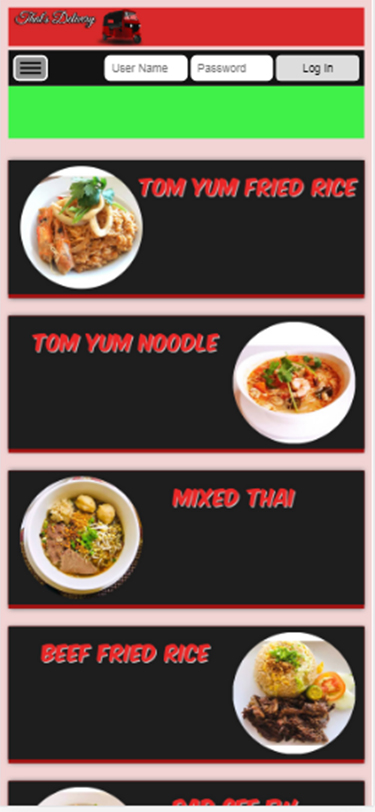 Thai's Delivery
User Name Password Log In
TOM YUM FRIED RICE
TOM YUM NOODLE
MIXED THAI
BEEF FRIED RICE